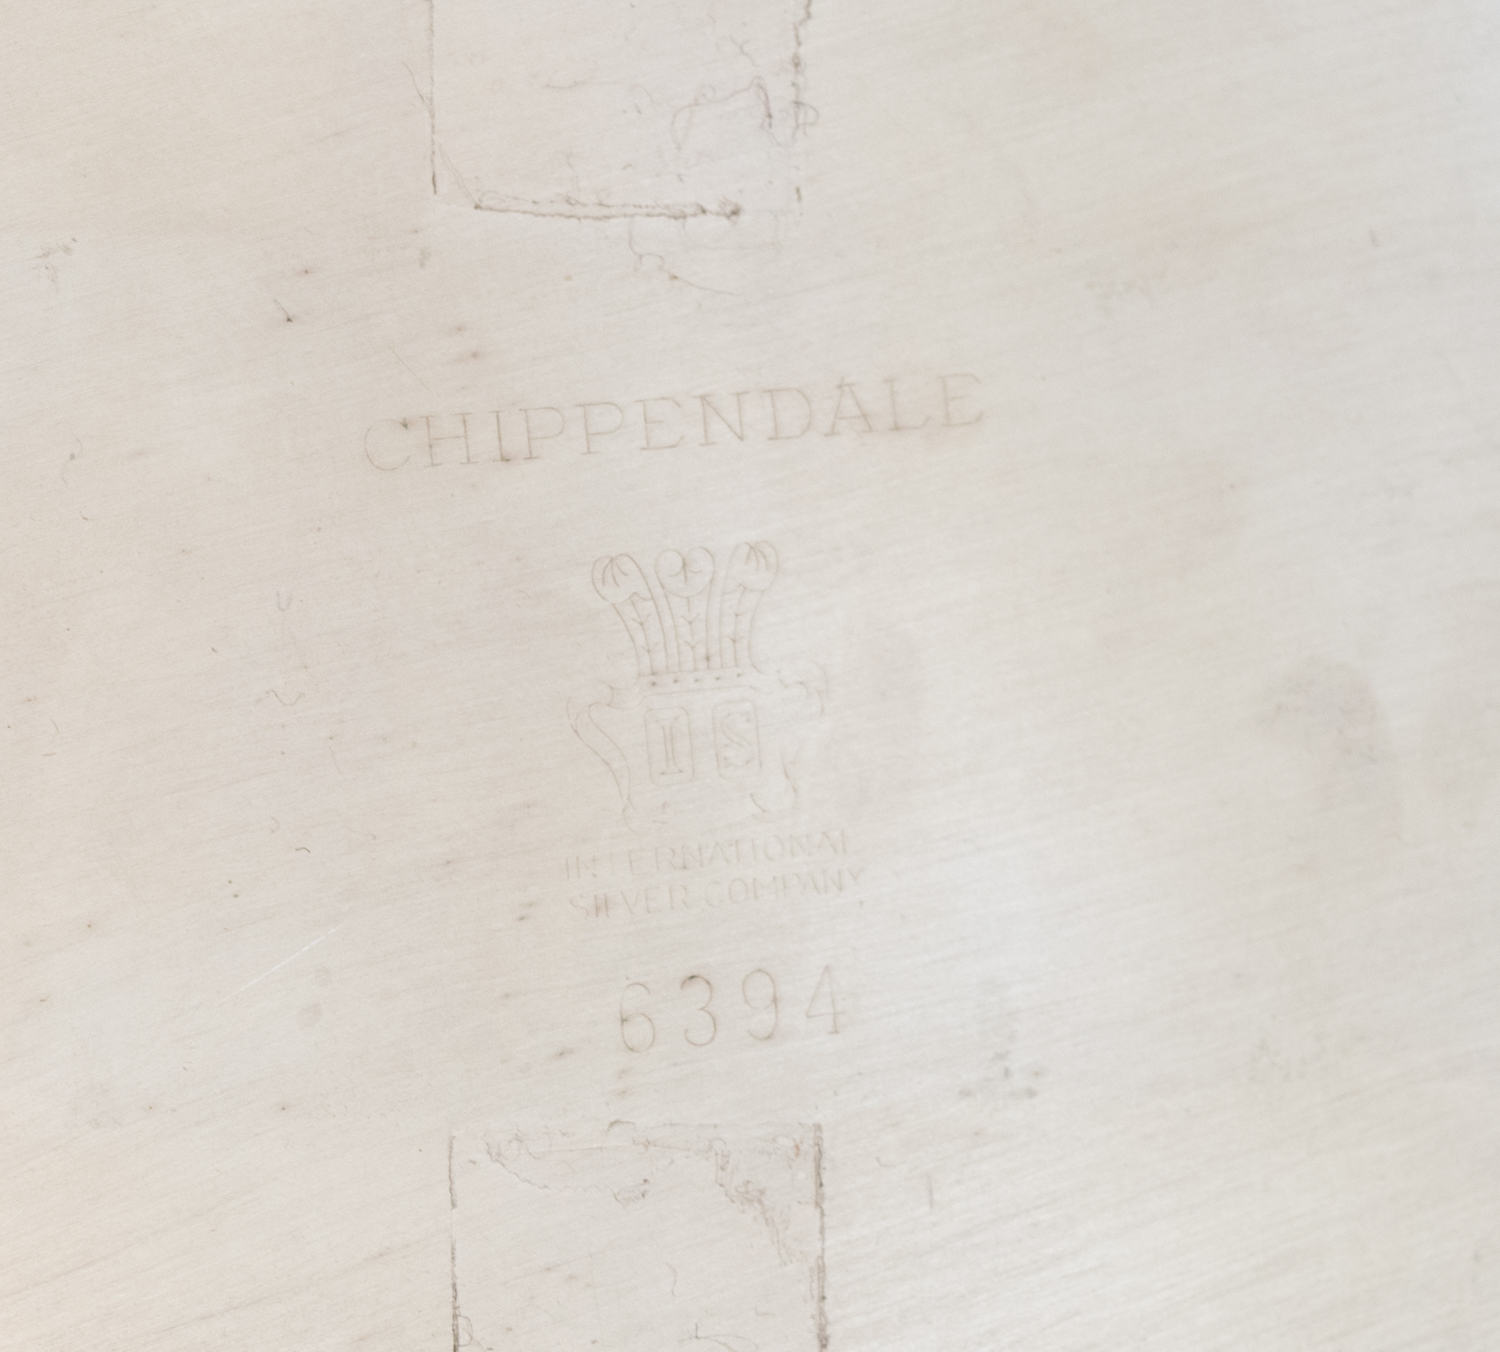 CHIPPENDALE
I S
INTERNATIONAL
SILVER COMPANY
6394